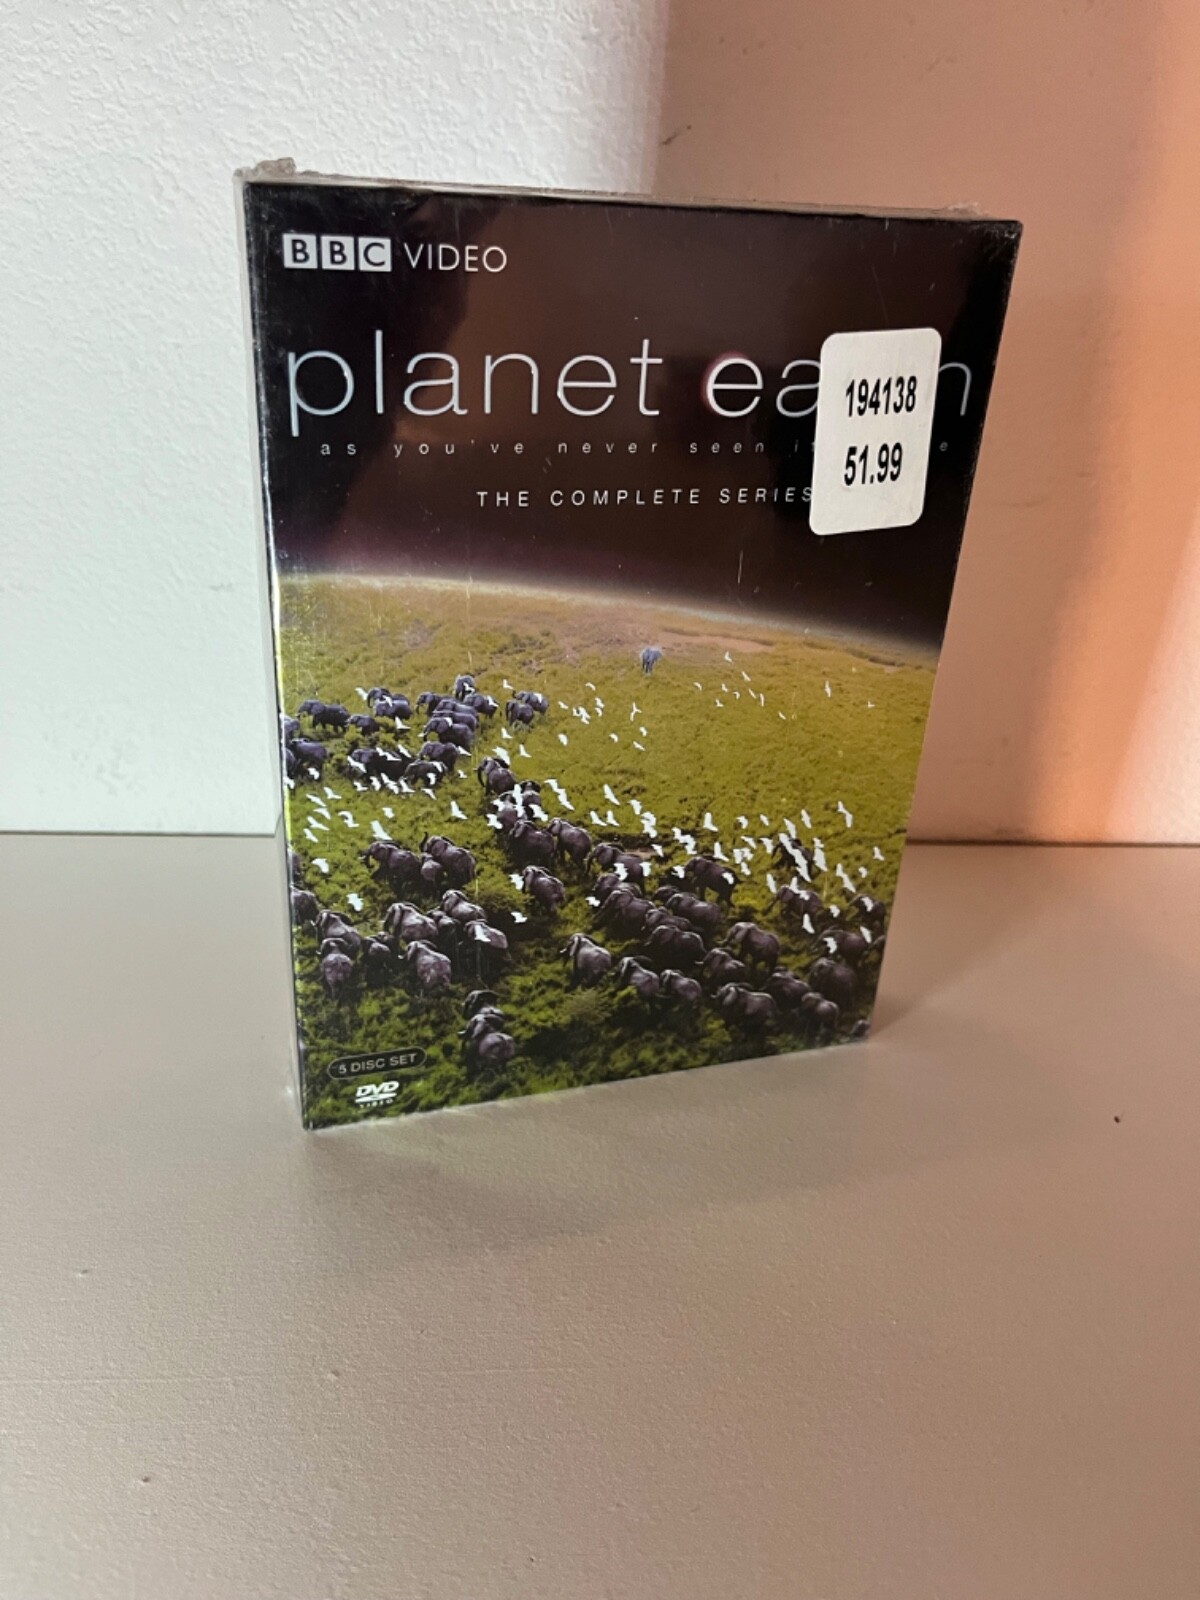 BBC VIDEO
planet ea
as you've never seen
THE COMPLETE SERIES
194138
51.99
5 DISC SET
DVD
VIDEO